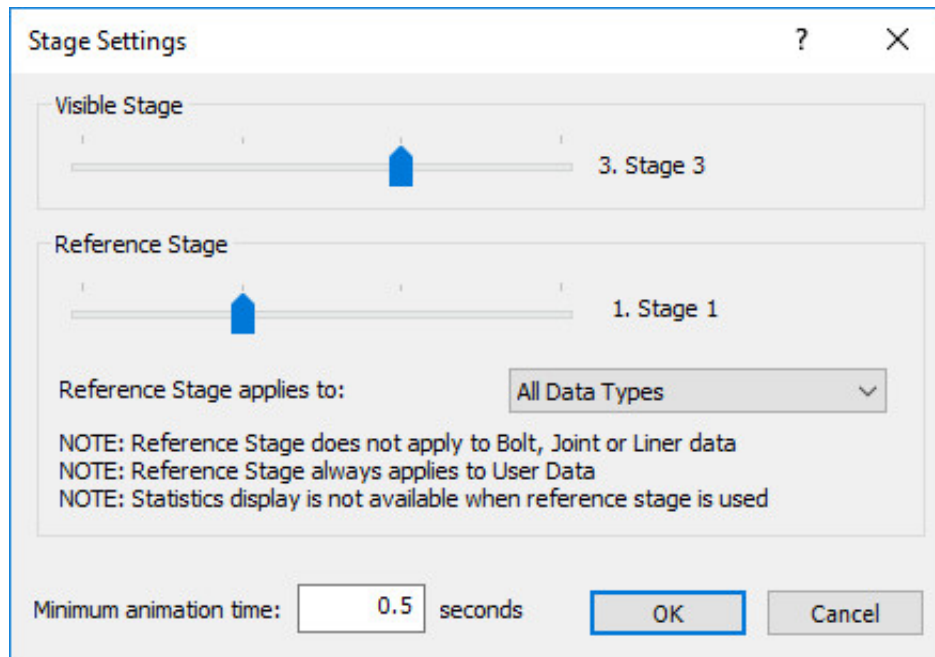 Stage Settings
Visible Stage
3. Stage 3
Reference Stage
1. Stage 1
Reference Stage applies to: All Data Types
NOTE: Reference Stage does not apply to Bolt, Joint or Liner data
NOTE: Reference Stage always applies to User Data
NOTE: Statistics display is not available when reference stage is used
Minimum animation time: 0.5 seconds OK Cancel